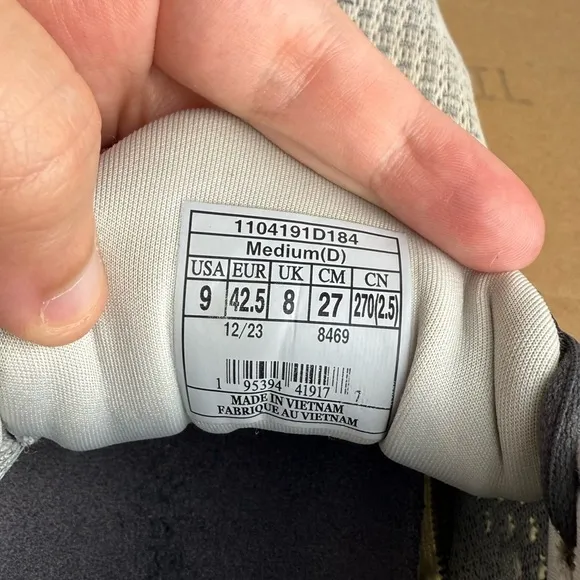 1104191D184
Medium(D)
USA EUR UK CM CN
9 42.5 8 27 270(2.5)
12/23 8469
1 95394 41917 7
MADE IN VIETNAM
FABRIQUE AU VIETNAM